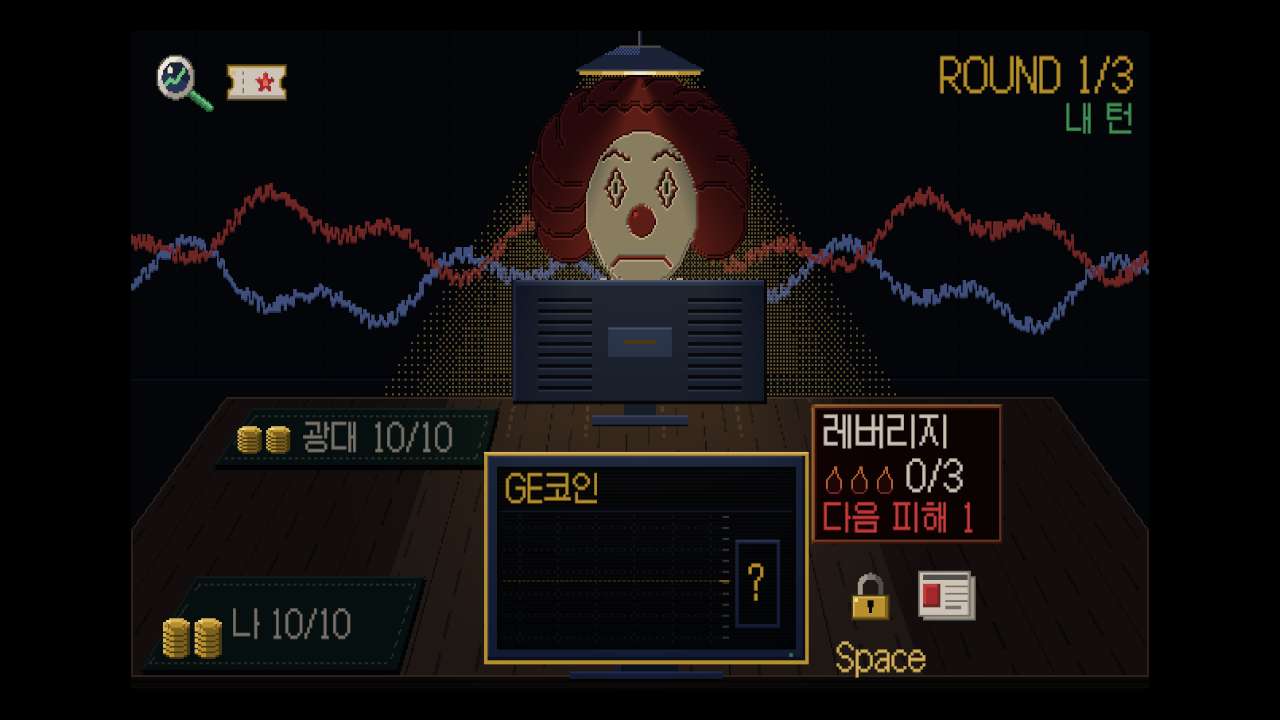 ROUND 1/3
내 턴
광대 10/10
레버리지
0/3
다음 피해 1
GE코인
?
나 10/10
Space